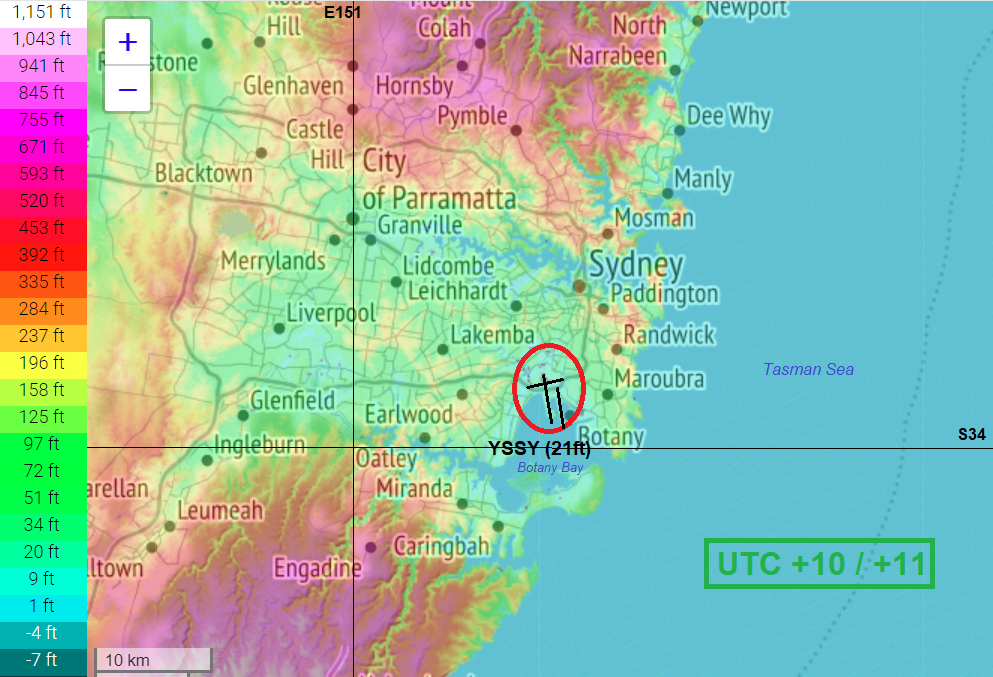 1,151 ft
1,043 ft
941 ft
845 ft
755 ft
671 ft
593 ft
520 ft
453 ft
392 ft
335 ft
284 ft
237 ft
196 ft
158 ft
125 ft
97 ft
72 ft
51 ft
34 ft
20 ft
9 ft
1 ft
-4 ft
-7 ft
+
−
E151
Hill
Mount
Colah
North
Narrabeen
Newport
stone
Glenhaven
Hornsby
Pymble
Dee Why
Castle
Hill
City
of Parramatta
Blacktown
Manly
Mosman
Granville
Merrylands
Lidcombe
Sydney
Leichhardt
Paddington
Liverpool
Lakemba
Randwick
Tasman Sea
Maroubra
Glenfield
Earlwood
Botany
S34
Ingleburn
YSSY (21ft)
Oatley
Botany Bay
arellan
Miranda
Leumeah
Caringbah
lltown
Engadine
UTC +10 / +11
10 km